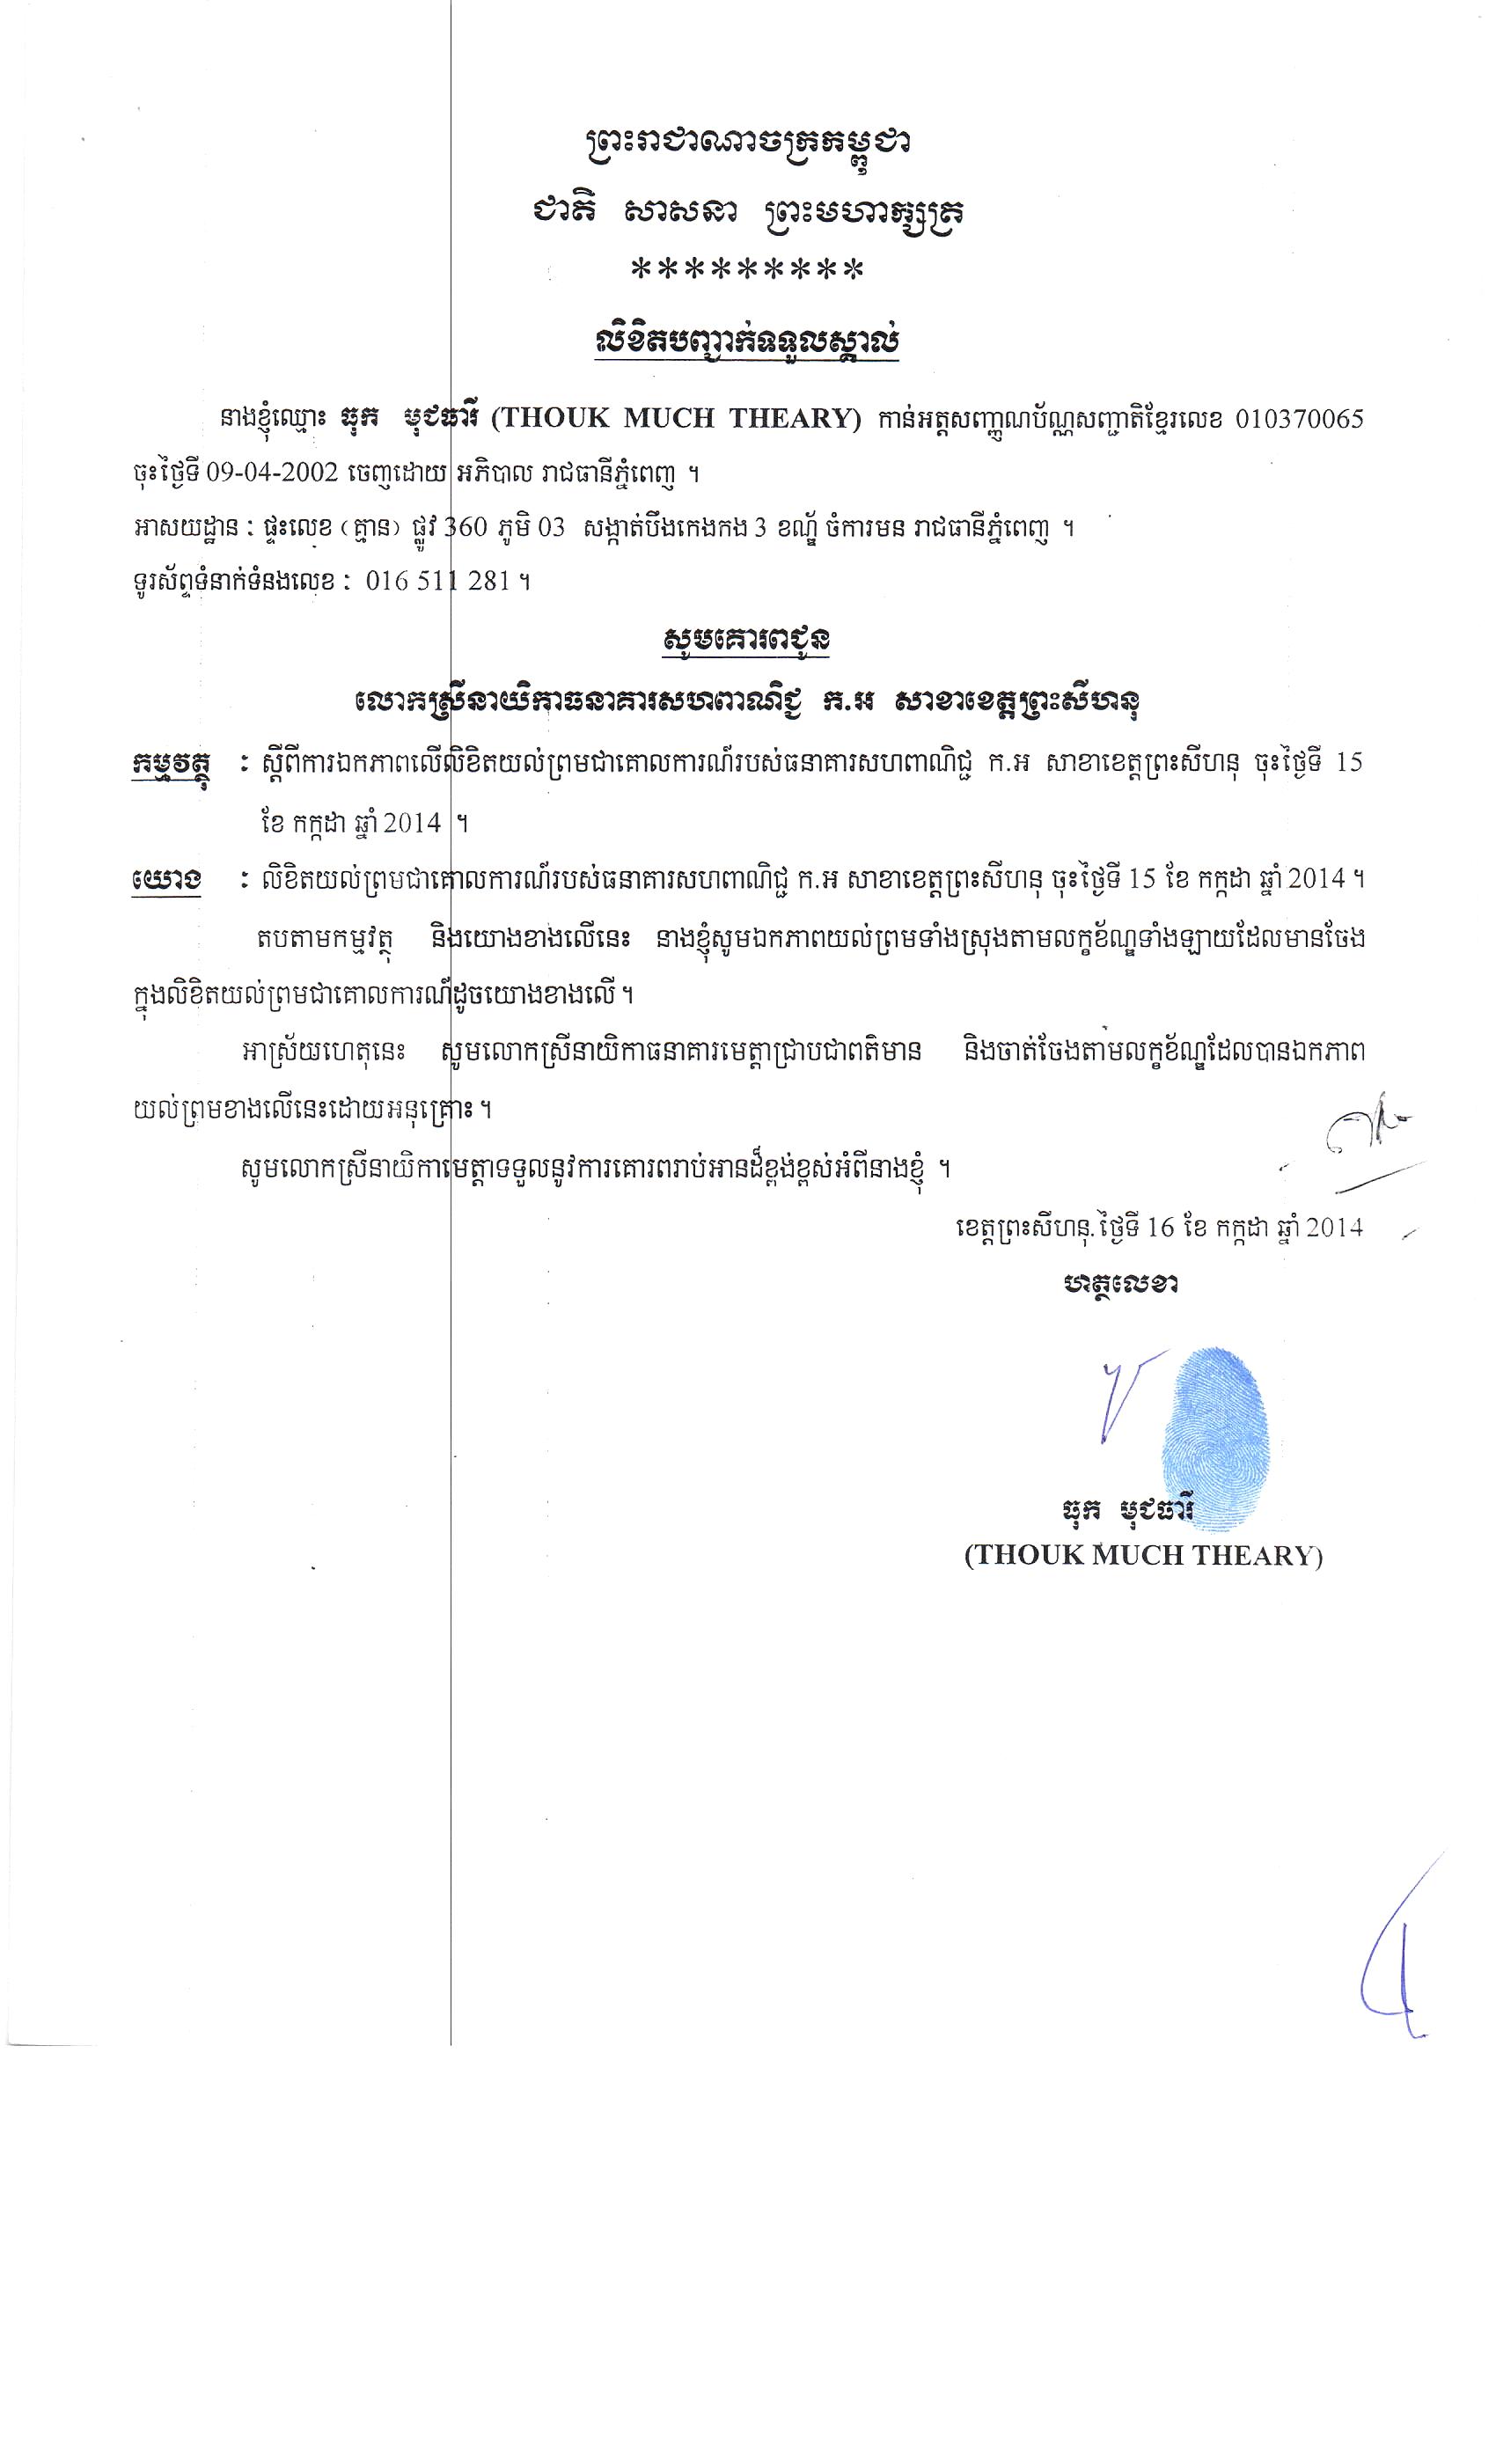 ព្រះរាជាណាចក្រកម្ពុជា
ជាតិ សាសនា ព្រះមហាក្សត្រ
*********
លិខិតបញ្ជាក់ទទួលស្គាល់
នាងខ្ញុំឈ្មោះ ធុក មុជធារី (THOUK MUCH THEARY) កាន់អត្តសញ្ញាណប័ណ្ណសញ្ជាតិខ្មែរលេខ 010370065
ចុះថ្ងៃទី 09-04-2002 ចេញដោយ អភិបាល រាជធានីភ្នំពេញ ។
អាសយដ្ឋាន : ផ្ទះលេខ (គ្មាន) ផ្លូវ 360 ភូមិ 03 សង្កាត់បឹងកេងកង 3 ខណ្ឌ័ ចំការមន រាជធានីភ្នំពេញ ។
ទូរស័ព្ទទំនាក់ទំនងលេខ : 016 511 281 ។
សូមគោរពជូន
លោកស្រីនាយិកាធនាគារសហពាណិជ្ជ ក.អ សាខាខេត្តព្រះសីហនុ
កម្មវត្ថុ : ស្តីពីការឯកភាពលើលិខិតយល់ព្រមជាគោលការណ៍របស់ធនាគារសហពាណិជ្ជ ក.អ សាខាខេត្តព្រះសីហនុ ចុះថ្ងៃទី 15
ខែ កក្កដា ឆ្នាំ 2014 ។
យោង : លិខិតយល់ព្រមជាគោលការណ៍របស់ធនាគារសហពាណិជ្ជ ក.អ សាខាខេត្តព្រះសីហនុ ចុះថ្ងៃទី 15 ខែ កក្កដា ឆ្នាំ 2014 ។
តបតាមកម្មវត្ថុ និងយោងខាងលើនេះ នាងខ្ញុំសូមឯកភាពយល់ព្រមទាំងស្រុងតាមលក្ខខ័ណ្ឌទាំងឡាយដែលមានចែង
ក្នុងលិខិតយល់ព្រមជាគោលការណ៍ដូចយោងខាងលើ ។
អាស្រ័យហេតុនេះ សូមលោកស្រីនាយិកាធនាគារមេត្តាជ្រាបជាពត៌មាន និងចាត់ចែងតាមលក្ខខ័ណ្ឌដែលបានឯកភាព
យល់ព្រមខាងលើនេះដោយអនុគ្រោះ ។
សូមលោកស្រីនាយិកាមេត្តាទទួលនូវការគោរពរាប់អានដ៏ខ្ពង់ខ្ពស់អំពីនាងខ្ញុំ ។
ខេត្តព្រះសីហនុ. ថ្ងៃទី 16 ខែ កក្កដា ឆ្នាំ 2014
ហត្ថលេខា
ធុក មុជធារី
(THOUK MUCH THEARY)